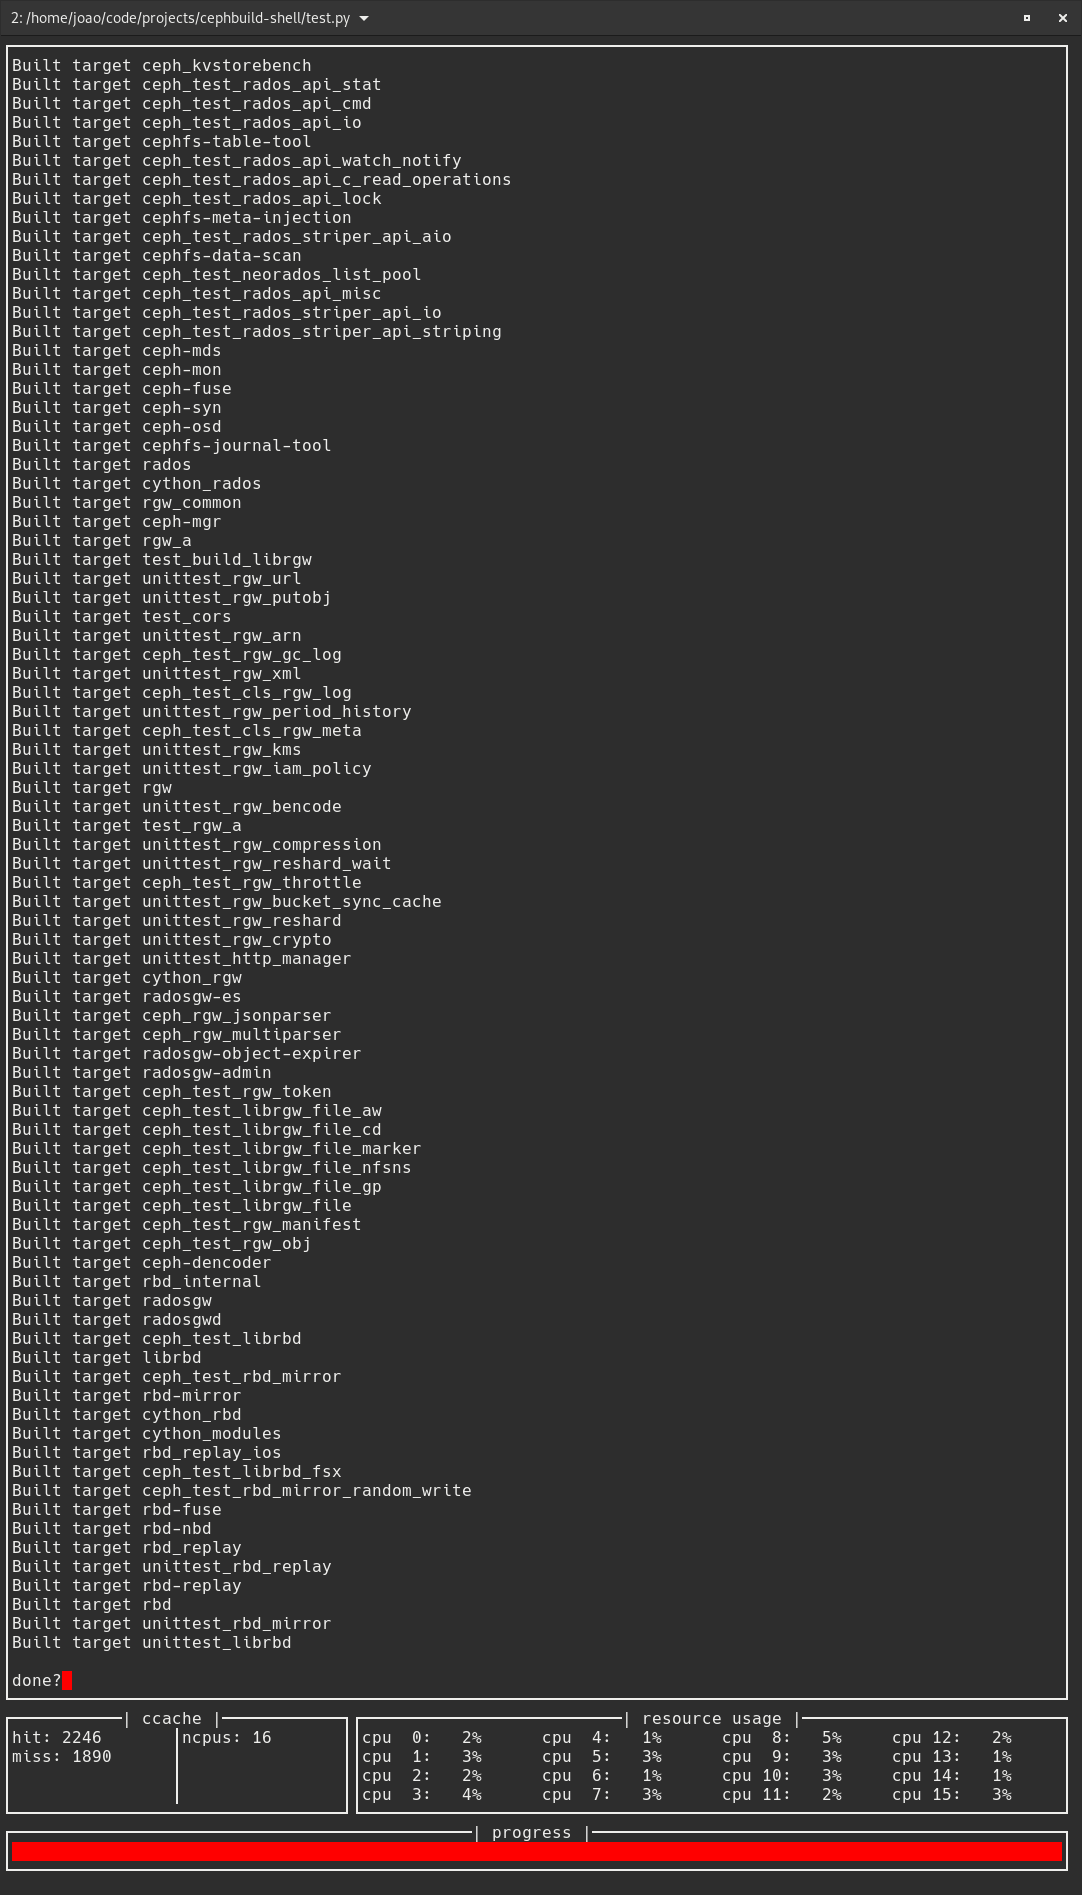 2: /home/joao/code/projects/cephbuild-shell/test.py
Built target ceph_kvstorebench
Built target ceph_test_rados_api_stat
Built target ceph_test_rados_api_cmd
Built target ceph_test_rados_api_io
Built target cephfs-table-tool
Built target ceph_test_rados_api_watch_notify
Built target ceph_test_rados_api_c_read_operations
Built target ceph_test_rados_api_lock
Built target cephfs-meta-injection
Built target ceph_test_rados_striper_api_aio
Built target cephfs-data-scan
Built target ceph_test_neorados_list_pool
Built target ceph_test_rados_api_misc
Built target ceph_test_rados_striper_api_io
Built target ceph_test_rados_striper_api_striping
Built target ceph-mds
Built target ceph-mon
Built target ceph-fuse
Built target ceph-syn
Built target ceph-osd
Built target cephfs-journal-tool
Built target rados
Built target cython_rados
Built target rgw_common
Built target ceph-mgr
Built target rgw_a
Built target test_build_librgw
Built target unittest_rgw_url
Built target unittest_rgw_putobj
Built target test_cors
Built target unittest_rgw_arn
Built target ceph_test_rgw_gc_log
Built target unittest_rgw_xml
Built target ceph_test_cls_rgw_log
Built target unittest_rgw_period_history
Built target ceph_test_cls_rgw_meta
Built target unittest_rgw_kms
Built target unittest_rgw_iam_policy
Built target rgw
Built target unittest_rgw_bencode
Built target test_rgw_a
Built target unittest_rgw_compression
Built target unittest_rgw_reshard_wait
Built target ceph_test_rgw_throttle
Built target unittest_rgw_bucket_sync_cache
Built target unittest_rgw_reshard
Built target unittest_rgw_crypto
Built target unittest_http_manager
Built target cython_rgw
Built target radosgw-es
Built target ceph_rgw_jsonparser
Built target ceph_rgw_multiparser
Built target radosgw-object-expirer
Built target radosgw-admin
Built target ceph_test_rgw_token
Built target ceph_test_librgw_file_aw
Built target ceph_test_librgw_file_cd
Built target ceph_test_librgw_file_marker
Built target ceph_test_librgw_file_nfsns
Built target ceph_test_librgw_file_gp
Built target ceph_test_librgw_file
Built target ceph_test_rgw_manifest
Built target ceph_test_rgw_obj
Built target ceph-dencoder
Built target rbd_internal
Built target radosgw
Built target radosgwd
Built target ceph_test_librbd
Built target librbd
Built target ceph_test_rbd_mirror
Built target rbd-mirror
Built target cython_rbd
Built target cython_modules
Built target rbd_replay_ios
Built target ceph_test_librbd_fsx
Built target ceph_test_rbd_mirror_random_write
Built target rbd-fuse
Built target rbd-nbd
Built target rbd_replay
Built target unittest_rbd_replay
Built target rbd-replay
Built target rbd
Built target unittest_rbd_mirror
Built target unittest_librbd
done?
| ccache | | resource usage |
hit: 2246 ncpus: 16 cpu 0: 2% cpu 4: 1% cpu 8: 5% cpu 12: 2%
miss: 1890 cpu 1: 3% cpu 5: 3% cpu 9: 3% cpu 13: 1%
cpu 2: 2% cpu 6: 1% cpu 10: 3% cpu 14: 1%
cpu 3: 4% cpu 7: 3% cpu 11: 2% cpu 15: 3%
| progress |